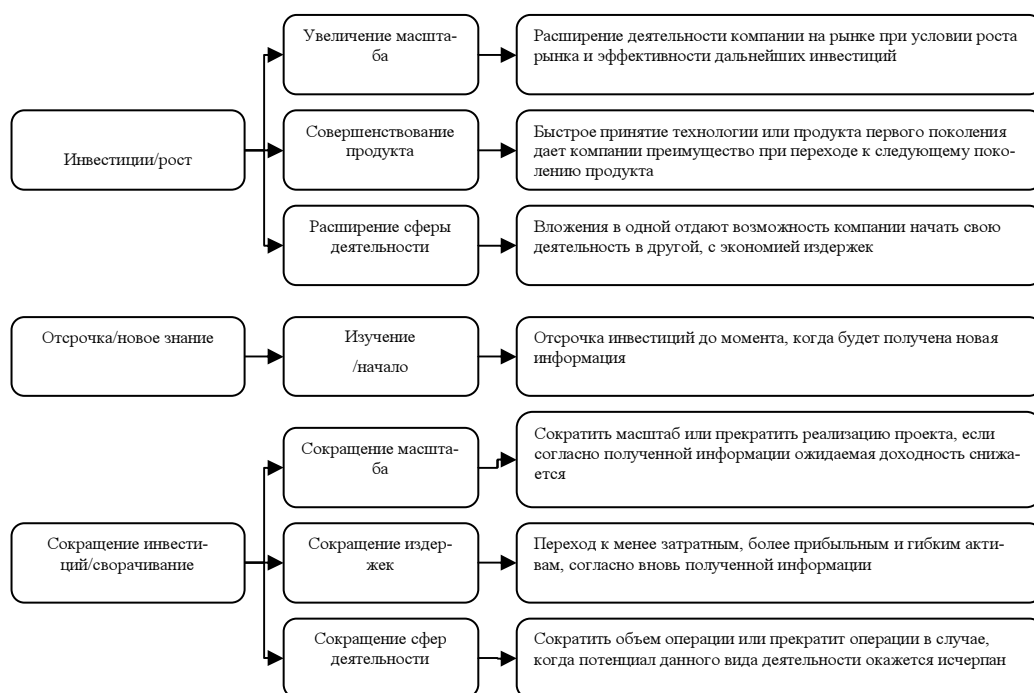 Увеличение масшта-
ба
Расширение деятельности компании на рынке при условии роста
рынка и эффективности дальнейших инвестиций
Инвестиции/рост
Совершенствование
продукта
Быстрое принятие технологии или продукта первого поколения
дает компании преимущество при переходе к следующему поко-
лению продукта
Расширение сферы
деятельности
Вложения в одной отдают возможность компании начать свою
деятельность в другой, с экономией издержек
Отсрочка/новое знание
Изучение
/начало
Отсрочка инвестиций до момента, когда будет получена новая
информация
Сокращение масшта-
ба
Сократить масштаб или прекратить реализацию проекта, если
согласно полученной информации ожидаемая доходность снижа-
ется
Сокращение инвести-
ций/сворачивание
Сокращение издер-
жек
Переход к менее затратным, более прибыльным и гибким акти-
вам, согласно вновь полученной информации
Сокращение сфер
деятельности
Сократить объем операции или прекратит операции в случае,
когда потенциал данного вида деятельности окажется исчерпан